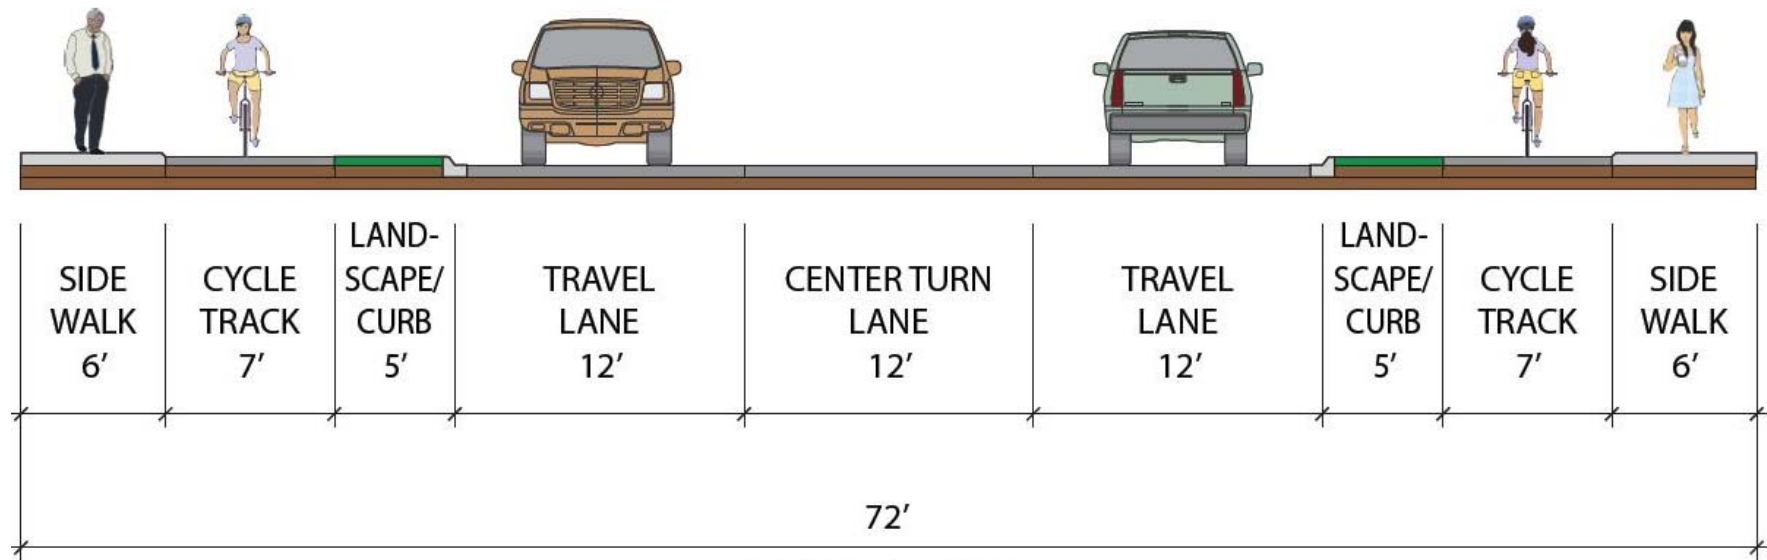 SIDE
WALK
6’
CYCLE
TRACK
7’
LAND-
SCAPE/
CURB
5’
TRAVEL
LANE
12’
CENTER TURN
LANE
12’
TRAVEL
LANE
12’
LAND-
SCAPE/
CURB
5’
CYCLE
TRACK
7’
SIDE
WALK
6’
72’